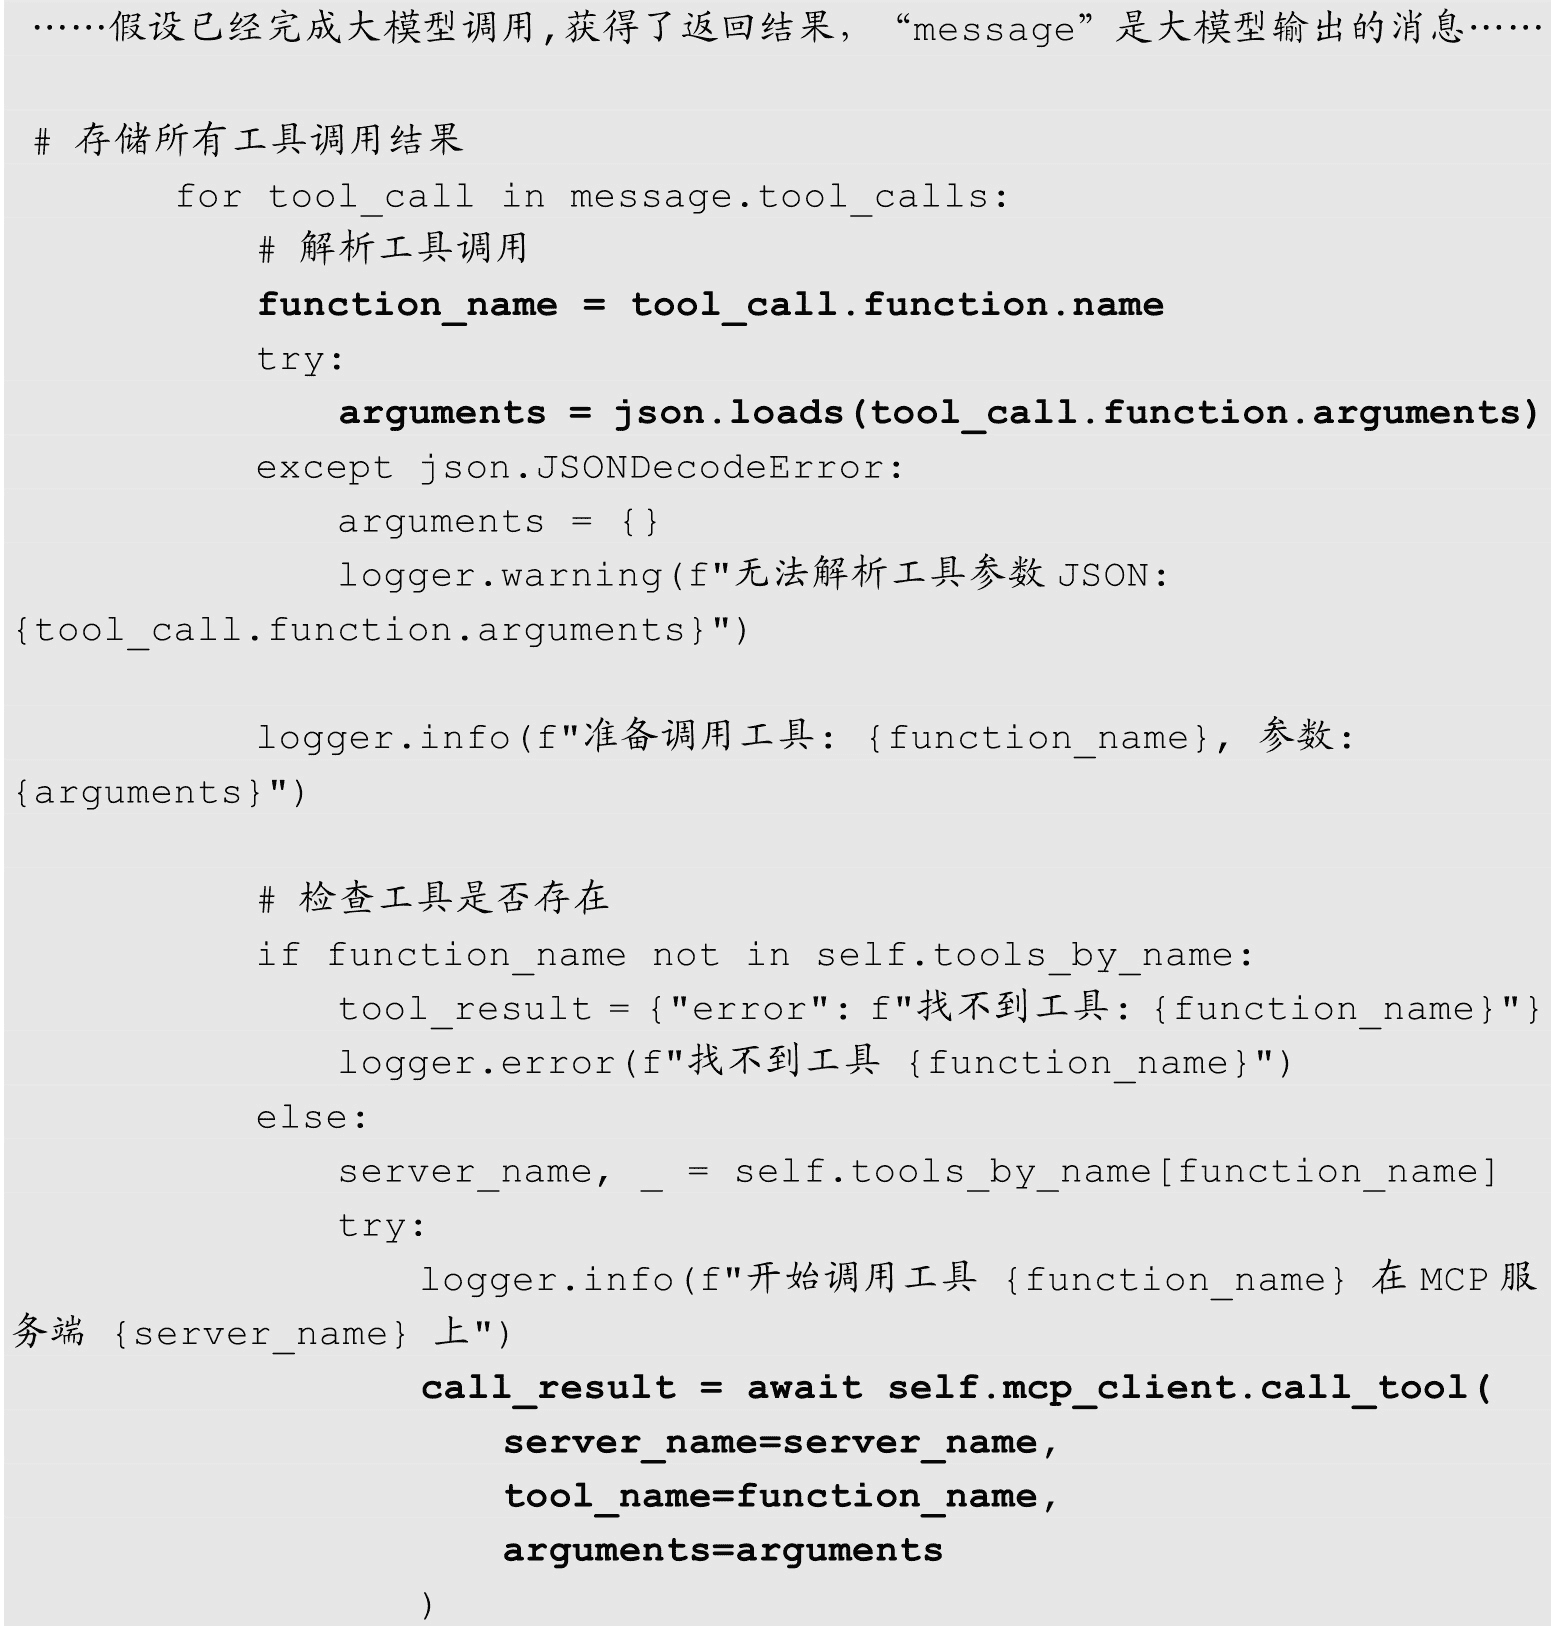 ……假设已经完成大模型调用,获得了返回结果，“message”是大模型输出的消息……
# 存储所有工具调用结果
for tool_call in message.tool_calls:
# 解析工具调用
function_name = tool_call.function.name
try:
arguments = json.loads(tool_call.function.arguments)
except json.JSONDecodeError:
arguments = {}
logger.warning(f"无法解析工具参数 JSON:
{tool_call.function.arguments}")
logger.info(f"准备调用工具: {function_name}, 参数:
{arguments}")
# 检查工具是否存在
if function_name not in self.tools_by_name:
tool_result = {"error": f"找不到工具: {function_name}"}
logger.error(f"找不到工具 {function_name}")
else:
server_name, _ = self.tools_by_name[function_name]
try:
logger.info(f"开始调用工具 {function_name} 在 MCP 服
务端 {server_name} 上")
call_result = await self.mcp_client.call_tool(
server_name=server_name,
tool_name=function_name,
arguments=arguments
)